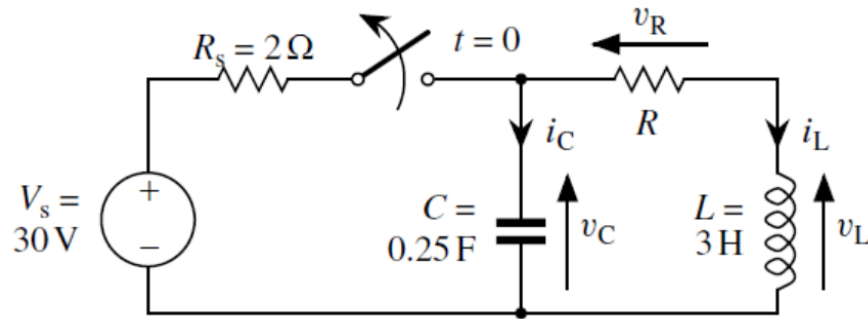 R_s = 2 Ω
t = 0
v_R
V_s =
30 V
+
−
i_C
R
i_L
C =
0.25 F
v_C
L =
3 H
v_L